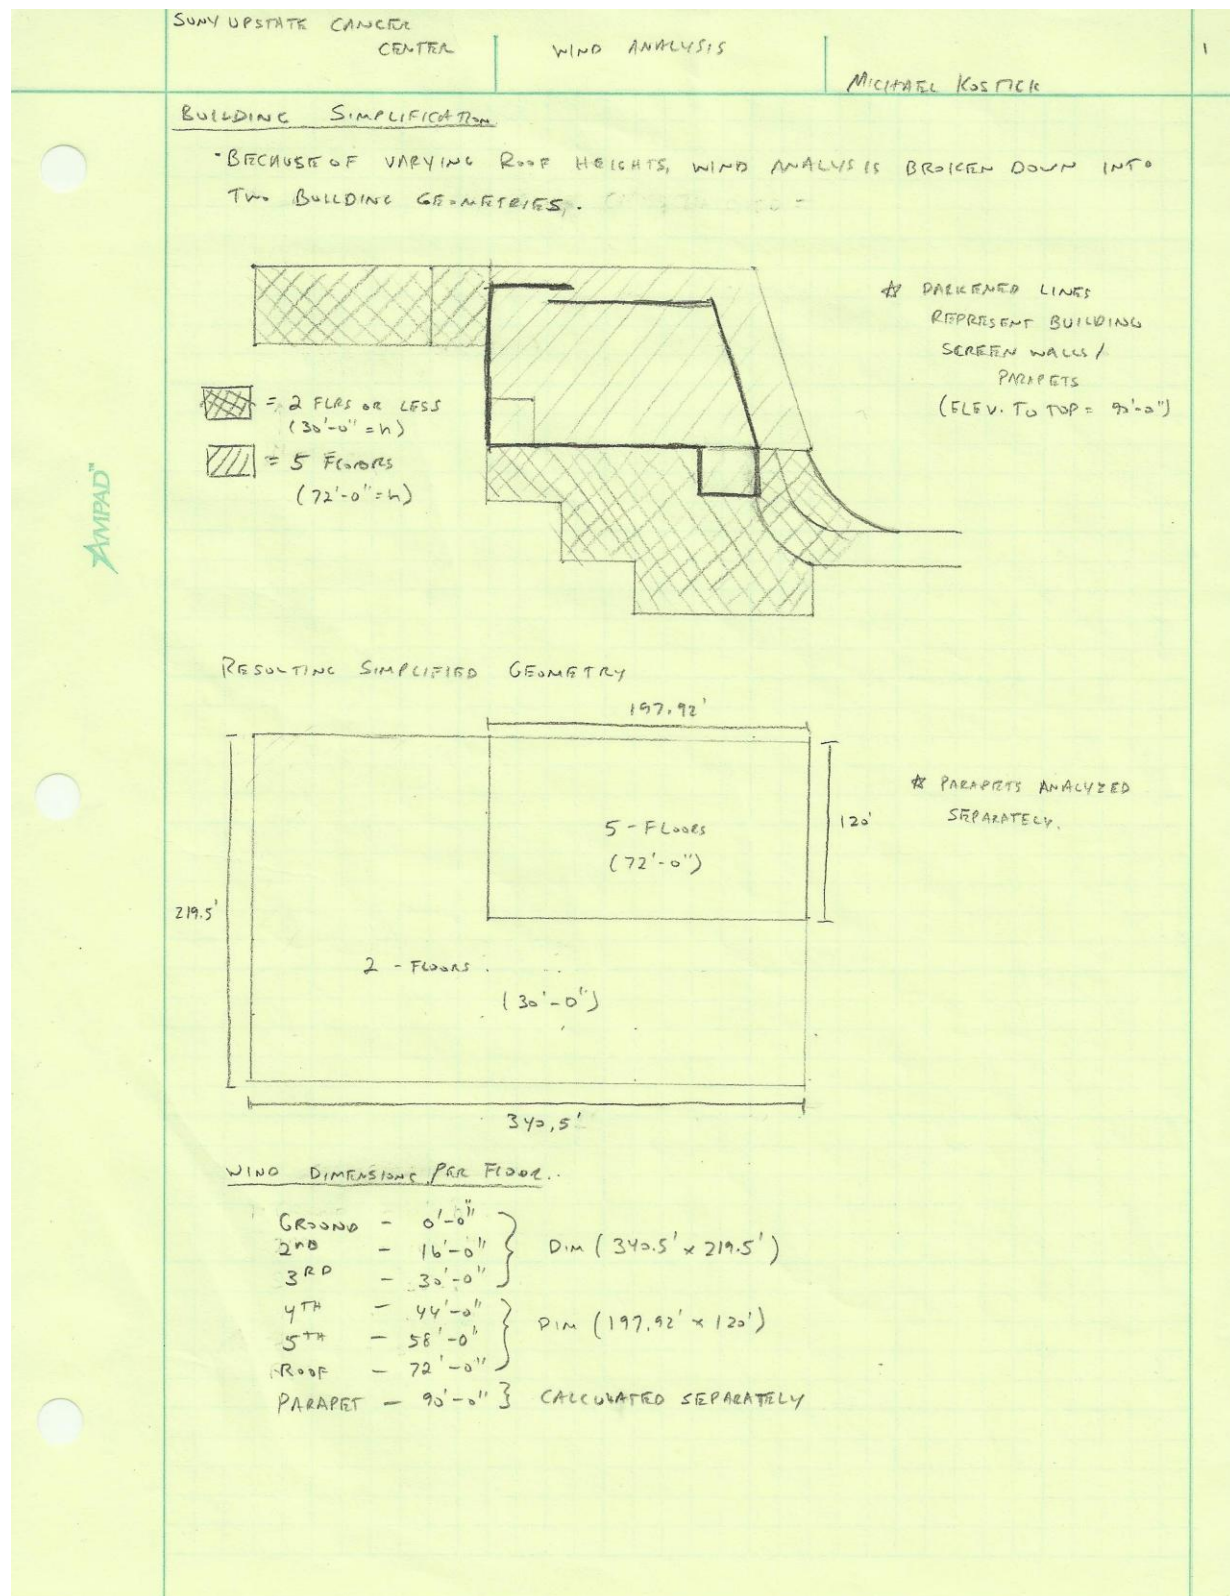 SUNY UPSTATE CANCER
CENTER
WIND ANALYSIS
MICHAEL KOSTICK
1
BUILDING SIMPLIFICATION
· BECAUSE OF VARYING ROOF HEIGHTS, WIND ANALYSIS BROKEN DOWN INTO
TWO BUILDING GEOMETRIES.
☆ DARKENED LINES
REPRESENT BUILDING
SCREEN WALLS /
PARAPETS
(ELEV. TO TOP = 90'-0")
= 2 FLRS OR LESS
(30'-0" = h)
= 5 FLOORS
(72'-0" = h)
AMPAD™
RESULTING SIMPLIFIED GEOMETRY
197.92'
☆ PARAPETS ANALYZED
SEPARATELY.
5 - FLOORS
(72'-0")
120'
219.5'
2 - FLOORS
(30'-0")
340.5'
WIND DIMENSIONS PER FLOOR
GROUND - 0'-0"
2ND - 16'-0"
3RD - 30'-0"
DIM (340.5' x 219.5')
4TH - 44'-0"
5TH - 58'-0"
ROOF - 72'-0"
DIM (197.92' x 120')
PARAPET - 90'-0" } CALCULATED SEPARATELY